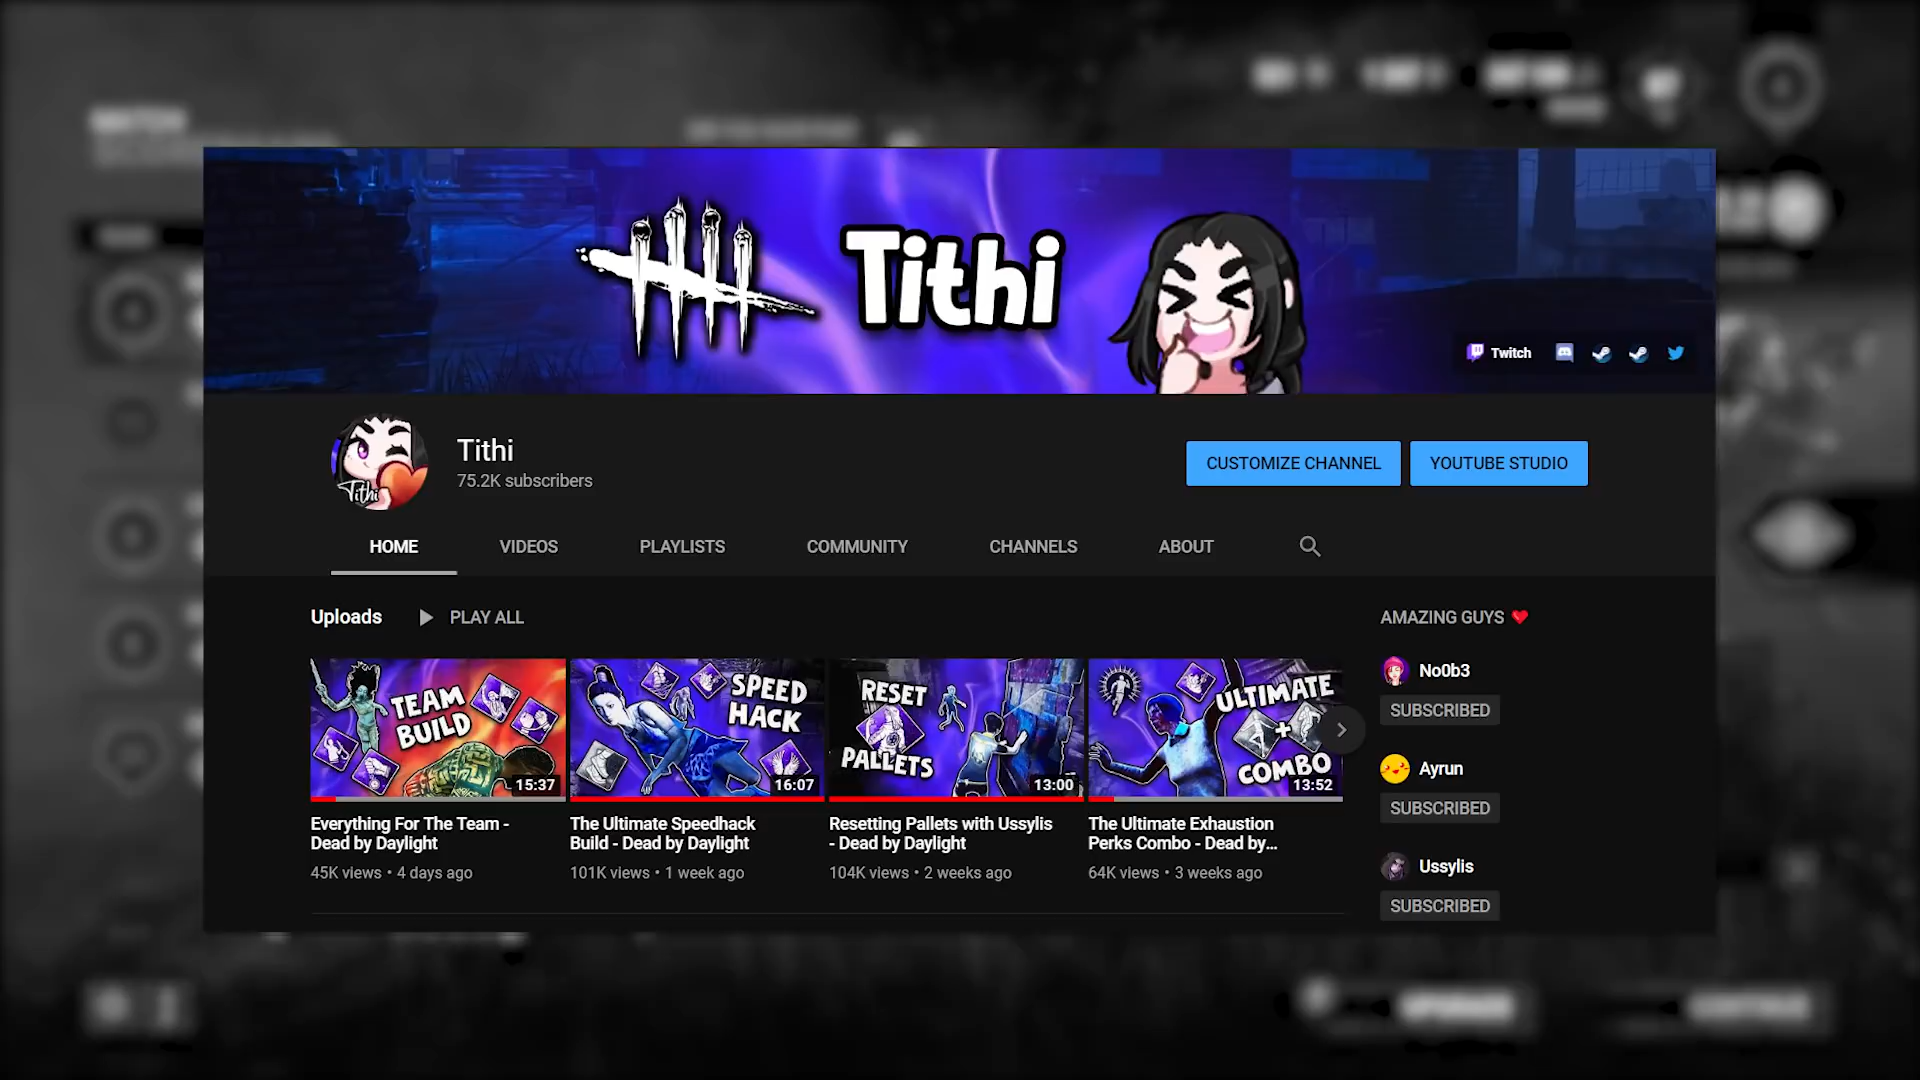 MATCH
Tithi
Twitch
Tithi
Tithi
75.2K subscribers
CUSTOMIZE CHANNEL
YOUTUBE STUDIO
HOME
VIDEOS
PLAYLISTS
COMMUNITY
CHANNELS
ABOUT
Uploads
PLAY ALL
AMAZING GUYS
TEAM
BUILD
15:37
Everything For The Team -
Dead by Daylight
45K views • 4 days ago
SPEED
HACK
16:07
The Ultimate Speedhack
Build - Dead by Daylight
101K views • 1 week ago
RESET
PALLETS
13:00
Resetting Pallets with Ussylis
- Dead by Daylight
104K views • 2 weeks ago
ULTIMATE
+
COMBO
13:52
The Ultimate Exhaustion
Perks Combo - Dead by...
64K views • 3 weeks ago
No0b3
SUBSCRIBED
Ayrun
SUBSCRIBED
Ussylis
SUBSCRIBED